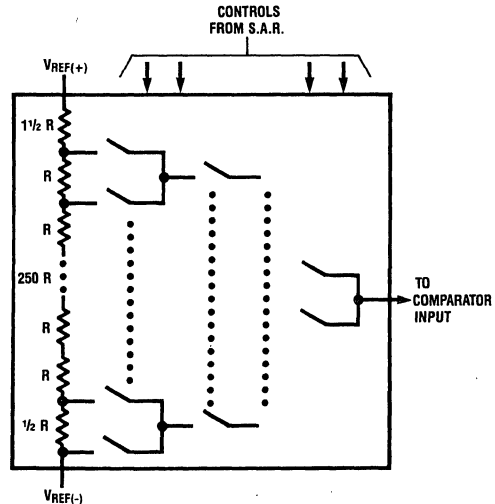 CONTROLS
FROM S.A.R.
VREF(+)
1½ R
R
R
250 R
R
R
½ R
VREF(-)
TO
COMPARATOR
INPUT